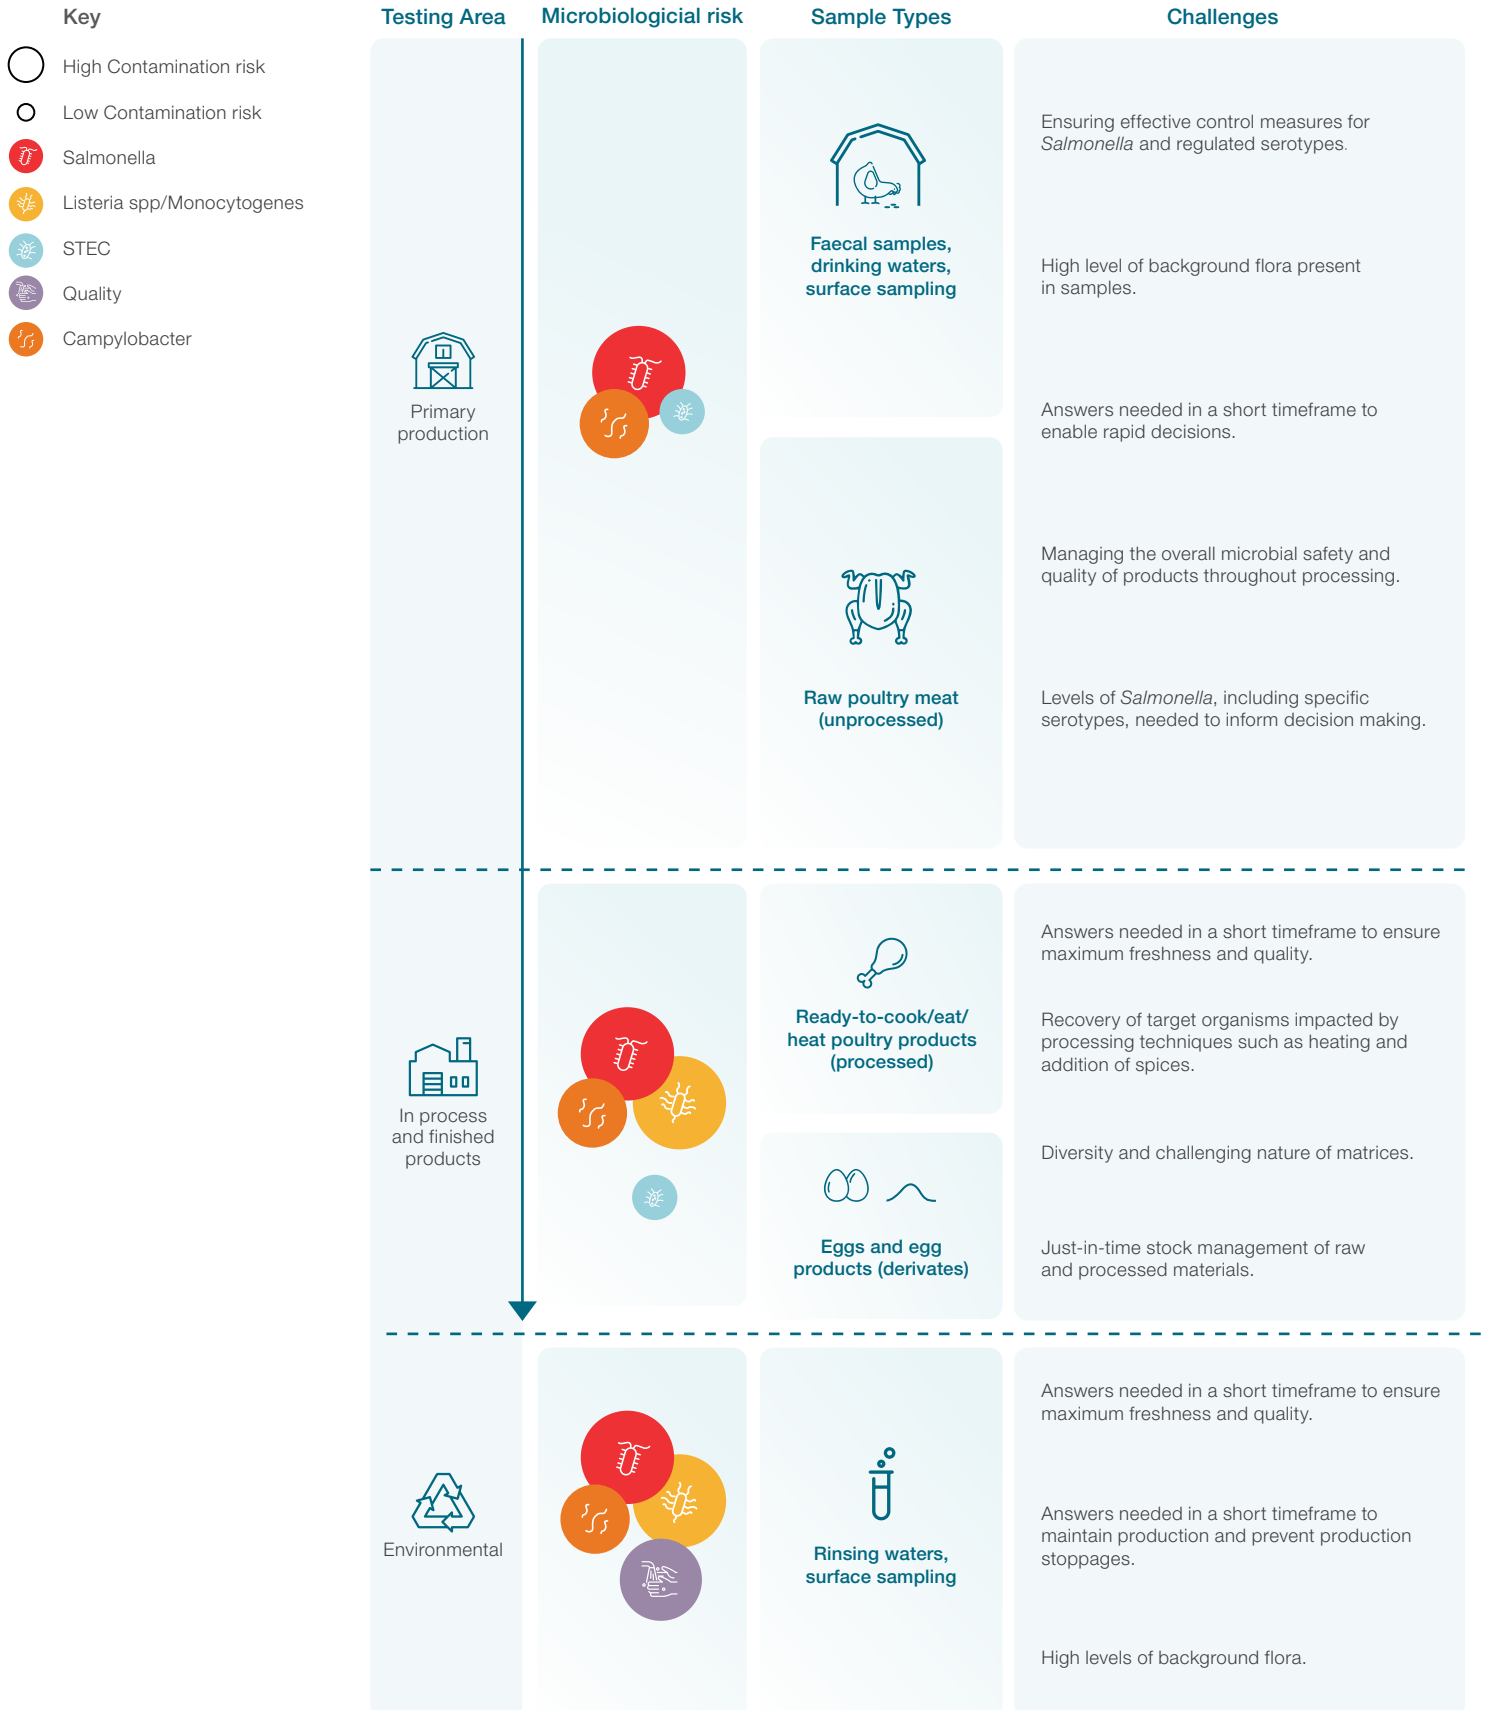 Key
High Contamination risk
Low Contamination risk
Salmonella
Listeria spp/Monocytogenes
STEC
Quality
Campylobacter
Testing Area
Microbiologicial risk
Sample Types
Challenges
Primary
production
Faecal samples,
drinking waters,
surface sampling
Raw poultry meat
(unprocessed)
Ensuring effective control measures for
Salmonella and regulated serotypes.
High level of background flora present
in samples.
Answers needed in a short timeframe to
enable rapid decisions.
Managing the overall microbial safety and
quality of products throughout processing.
Levels of Salmonella, including specific
serotypes, needed to inform decision making.
In process
and finished
products
Ready-to-cook/eat/
heat poultry products
(processed)
Eggs and egg
products (derivates)
Answers needed in a short timeframe to ensure
maximum freshness and quality.
Recovery of target organisms impacted by
processing techniques such as heating and
addition of spices.
Diversity and challenging nature of matrices.
Just-in-time stock management of raw
and processed materials.
Environmental
Rinsing waters,
surface sampling
Answers needed in a short timeframe to ensure
maximum freshness and quality.
Answers needed in a short timeframe to
maintain production and prevent production
stoppages.
High levels of background flora.